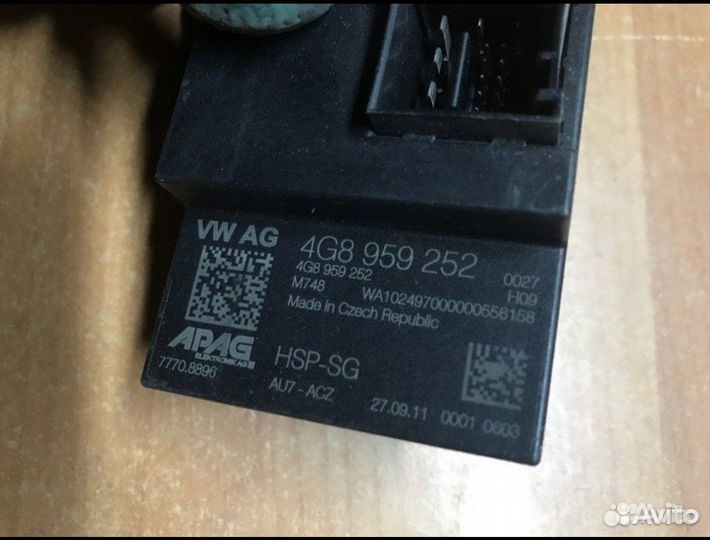 VW AG
4G8 959 252
4G8 959 252 0027
M748 H09
WA1024970000000556158
Made in Czech Republic
APAG
ELEKTRONIK AG
7770.8896
HSP-SG
AU7-ACZ
27.09.11 0001 0603
Avito